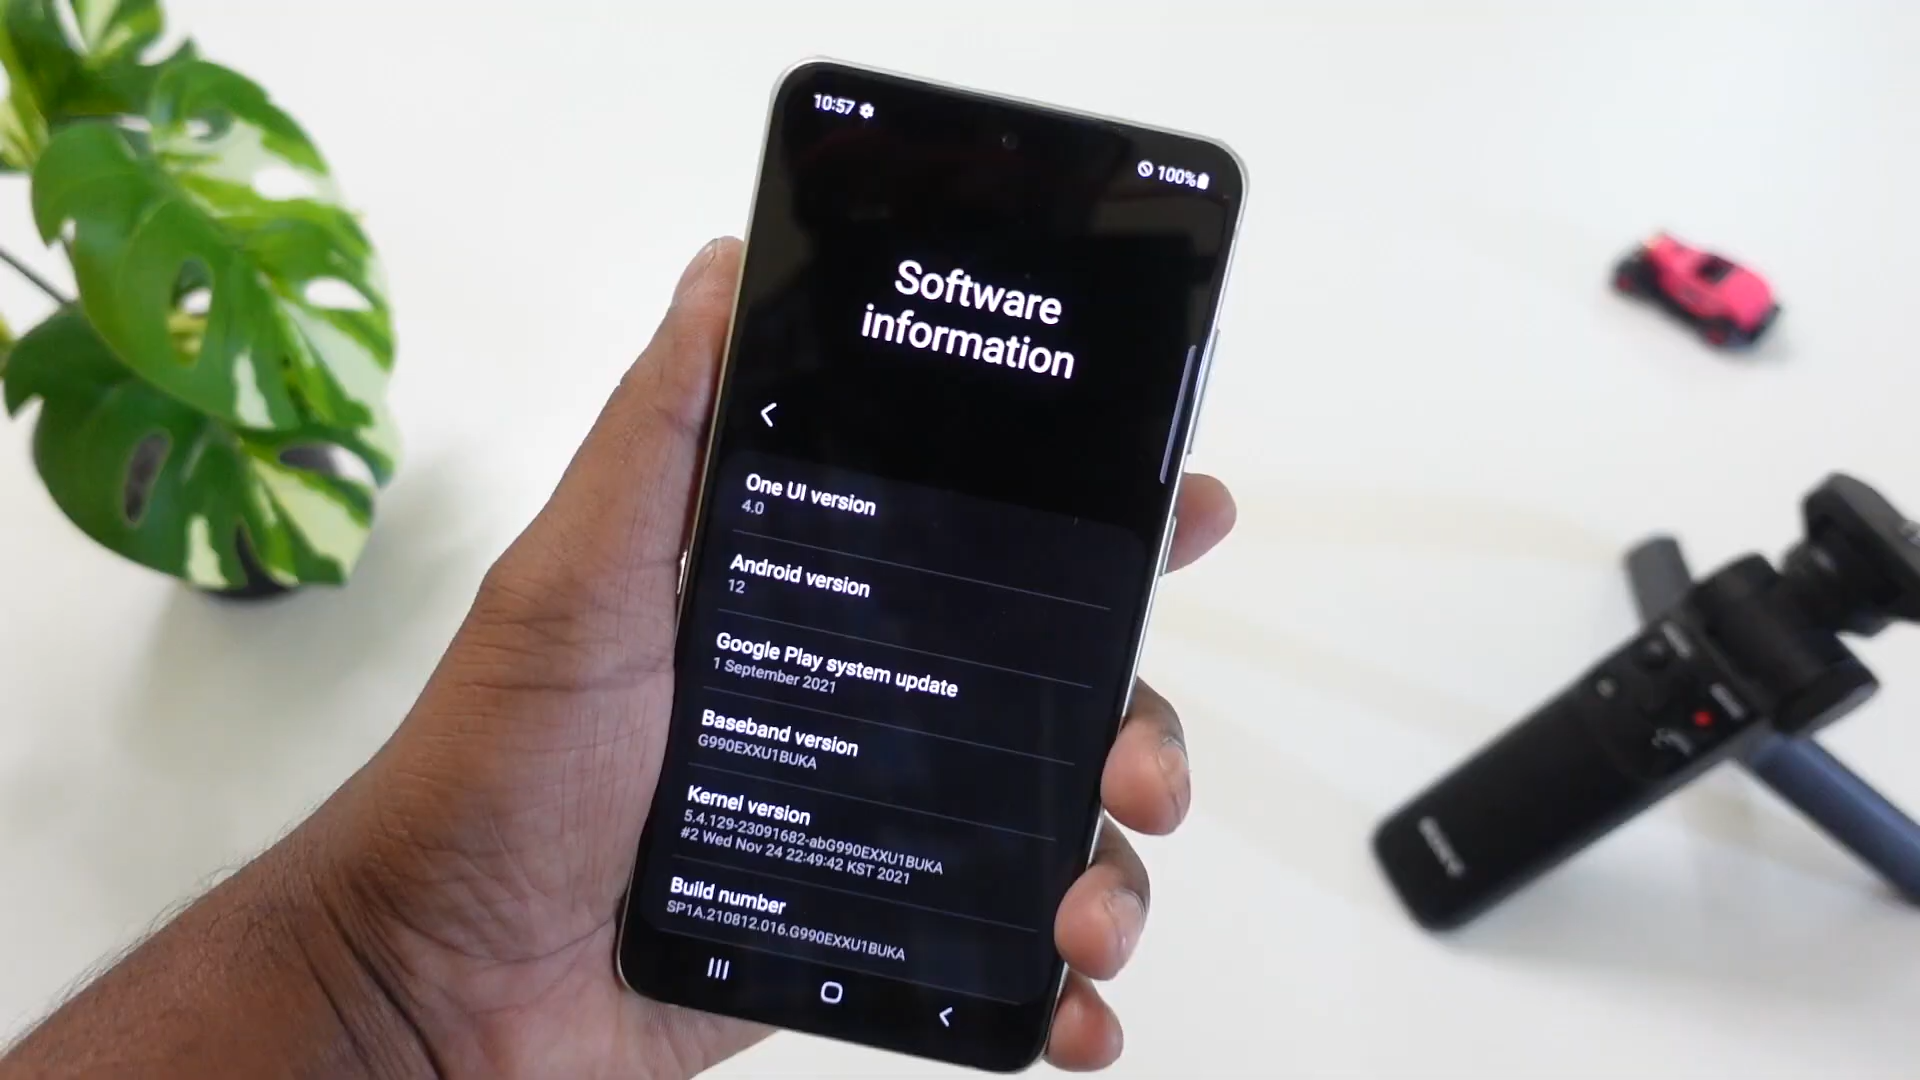 10:57
100%
Software
information
One UI version
4.0
Android version
12
Google Play system update
1 September 2021
Baseband version
G990EXXU1BUKA
Kernel version
5.4.129-23091682-abG990EXXU1BUKA
#2 Wed Nov 24 22:49:42 KST 2021
Build number
SP1A.210812.016.G990EXXU1BUKA
SONY